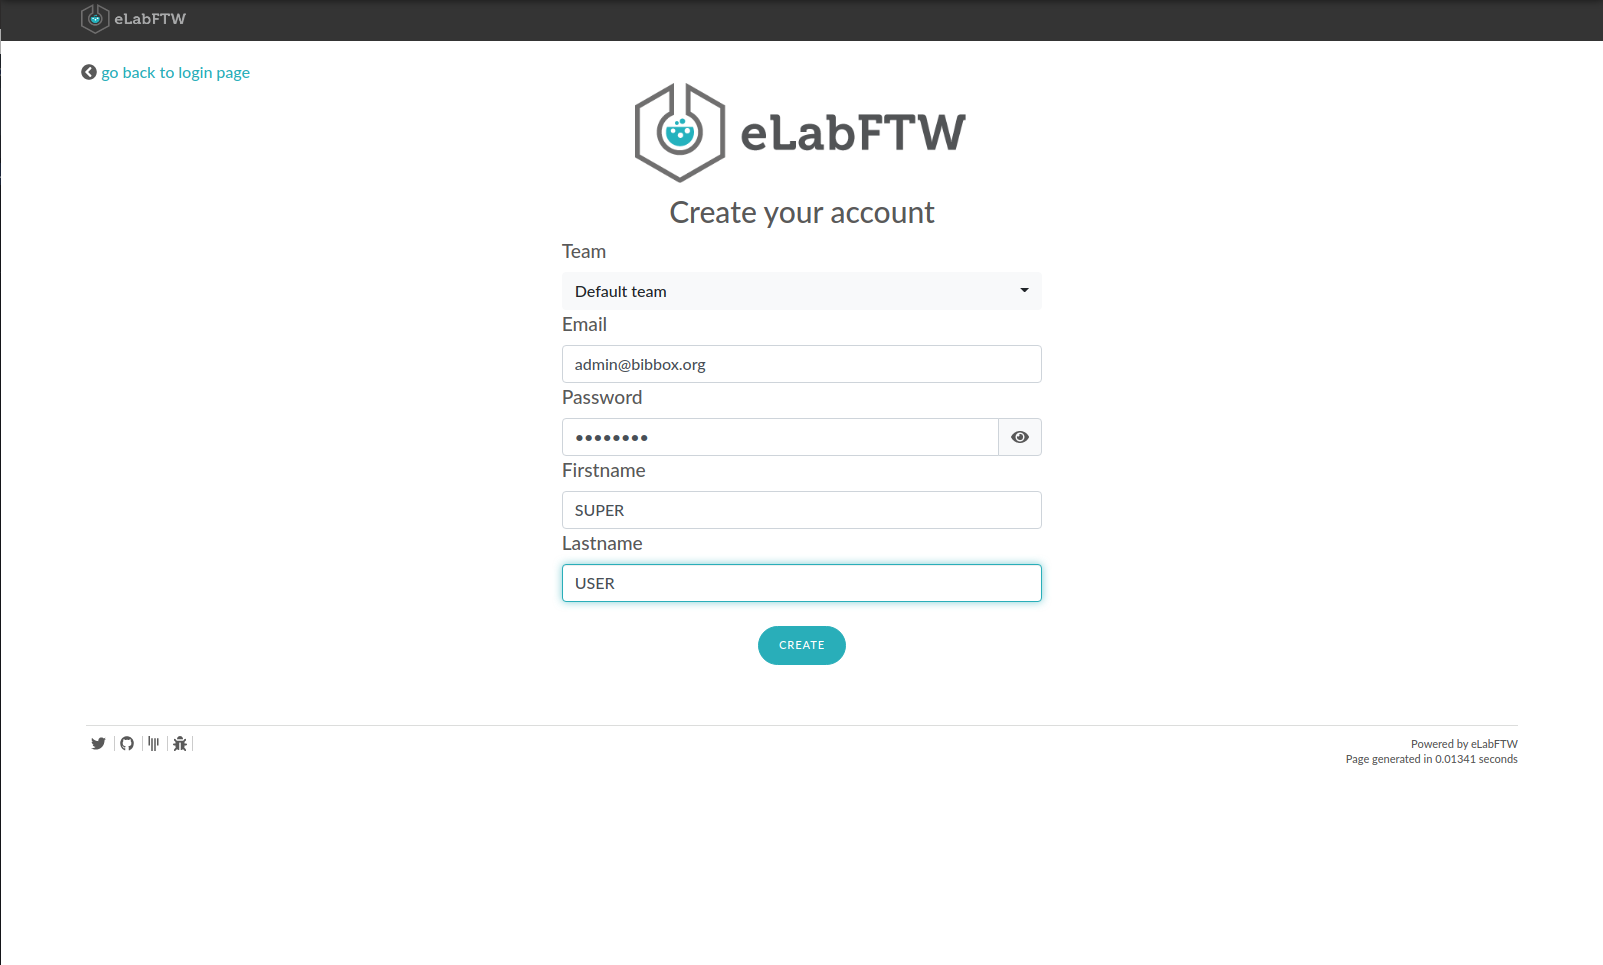 eLabFTW
go back to login page
eLabFTW
Create your account
Team
Default team
Email
admin@bibbox.org
Password
••••••••
Firstname
SUPER
Lastname
USER
CREATE
Powered by eLabFTW
Page generated in 0.01341 seconds